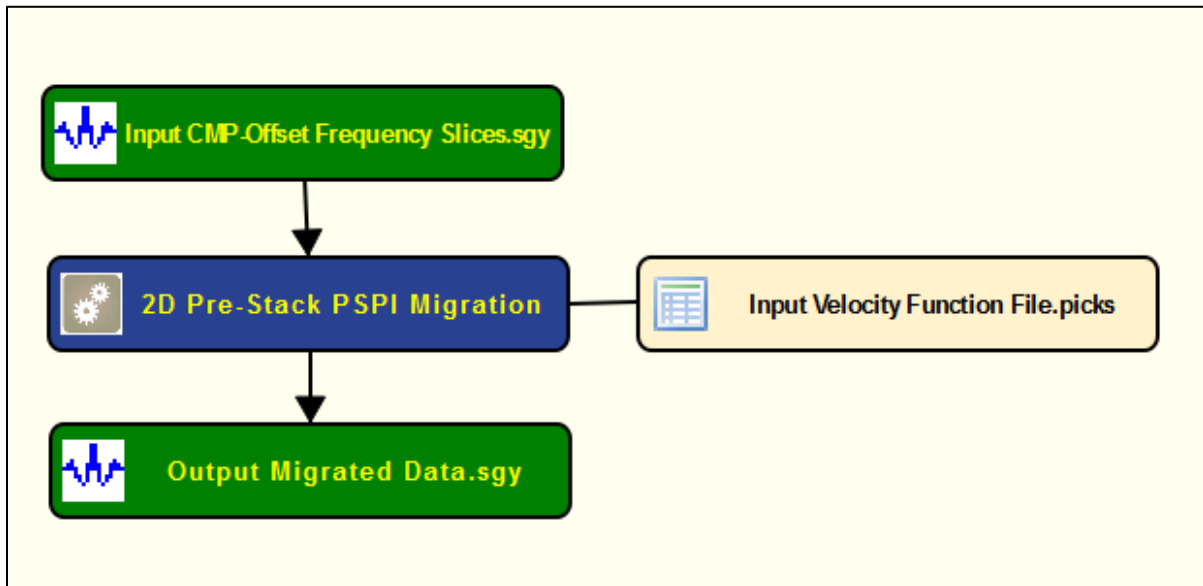 Input CMP-Offset Frequency Slices.sgy
2D Pre-Stack PSPI Migration
Input Velocity Function File.picks
Output Migrated Data.sgy